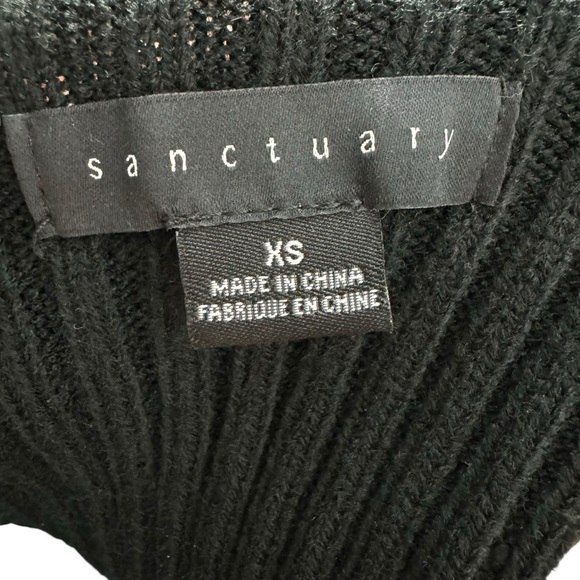 sanctuary
XS
MADE IN CHINA
FABRIQUE EN CHINE